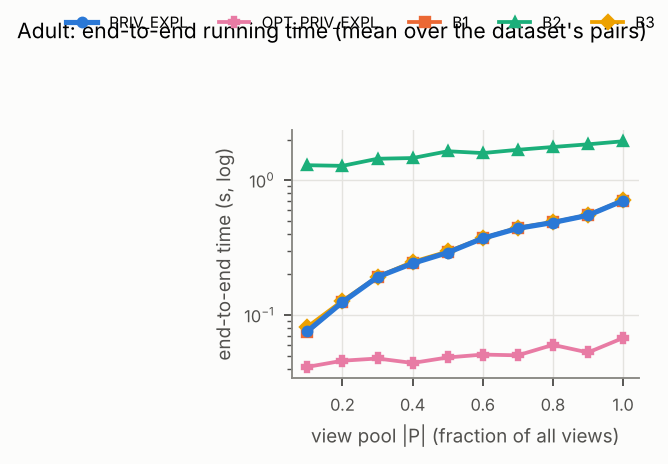 PRIV_EXPL OPT_PRIV_EXPL B1 B2 B3
Adult: end-to-end running time (mean over the dataset's pairs)
end-to-end time (s, log)
10⁰
10⁻¹
0.2 0.4 0.6 0.8 1.0
view pool |P| (fraction of all views)